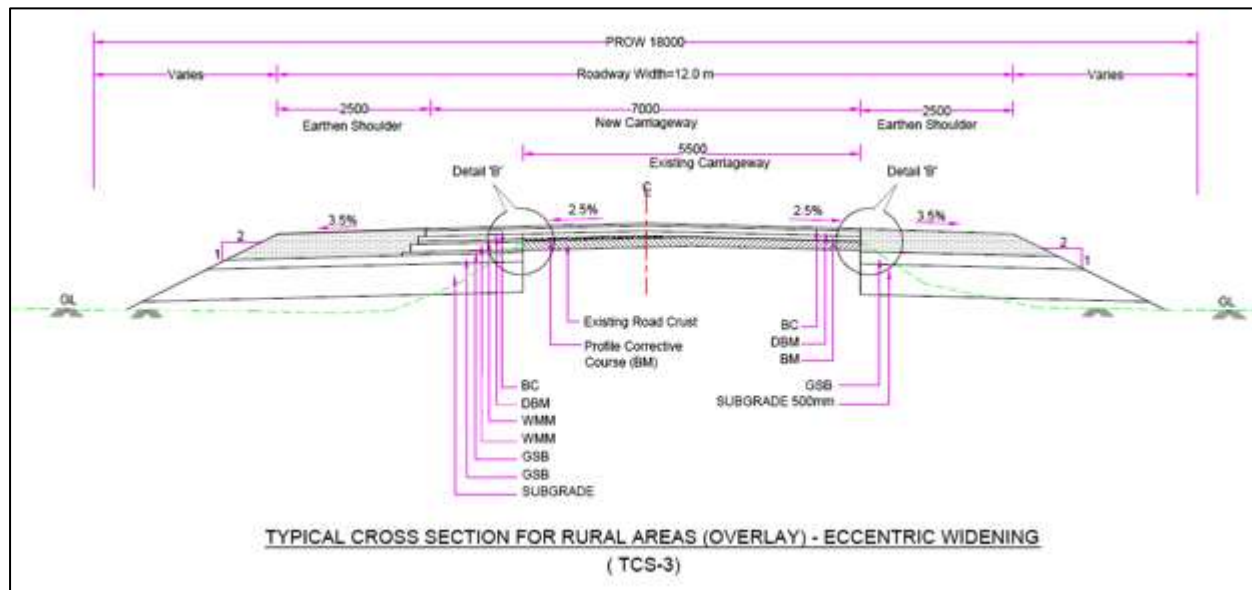 PROW 18000
Varies
Roadway Width=12.0 m
Varies
2500
Earthen Shoulder
7000
New Carriageway
2500
Earthen Shoulder
5500
Existing Carriageway
Detail 'B'
Detail 'B'
C
L
3.5%
2.5%
2.5%
3.5%
2
1
2
1
GL
GL
Existing Road Crust
Profile Corrective
Course (BM)
BC
DBM
BM
GSB
SUBGRADE 500mm
BC
DBM
WMM
WMM
GSB
GSB
SUBGRADE
TYPICAL CROSS SECTION FOR RURAL AREAS (OVERLAY) - ECCENTRIC WIDENING
( TCS-3)